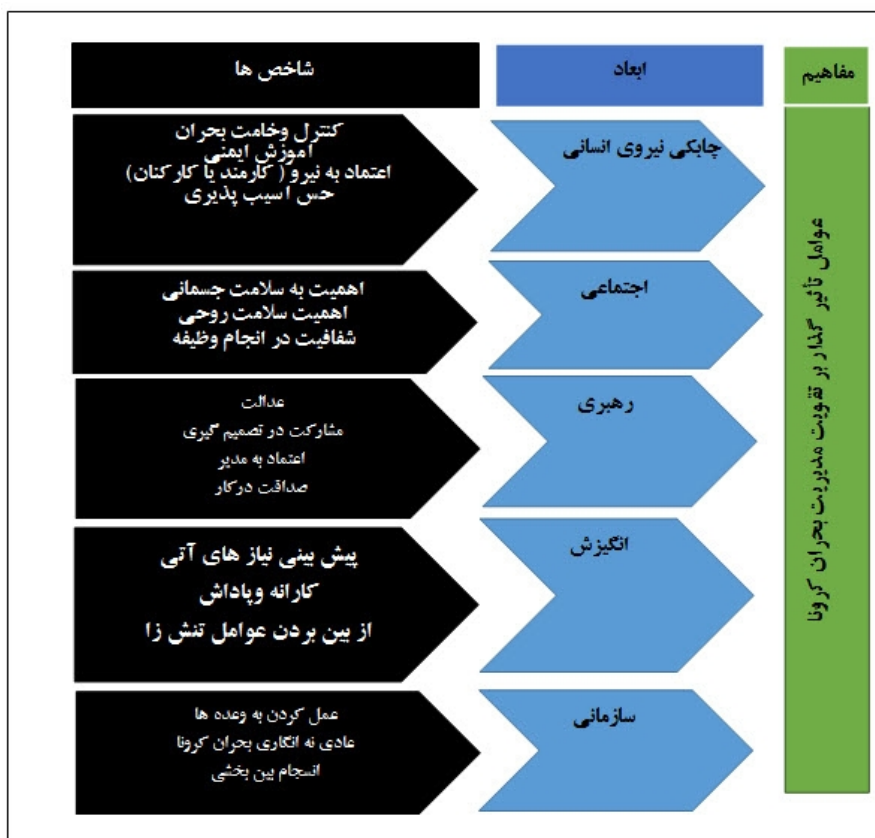 مفاهیم
ابعاد
شاخص ها
عوامل تأثیر گذار بر تقویت مدیریت بحران کرونا
چابکی نیروی انسانی
کنترل وخامت بحران
اموزش ایمنی
اعتماد به نیرو ( کارمند یا کارکنان)
حس اسیب پذیری
اجتماعی
اهمیت به سلامت جسمانی
اهمیت سلامت روحی
شفافیت در انجام وظیفه
رهبری
عدالت
مشارکت در تصمیم گیری
اعتماد به مدیر
صداقت درکار
انگیزش
پیش بینی نیاز های آتی
کارانه وپاداش
از بین بردن عوامل تنش زا
سازمانی
عمل کردن به وعده ها
عادی نه انگاری بحران کرونا
انسجام بین بخشی